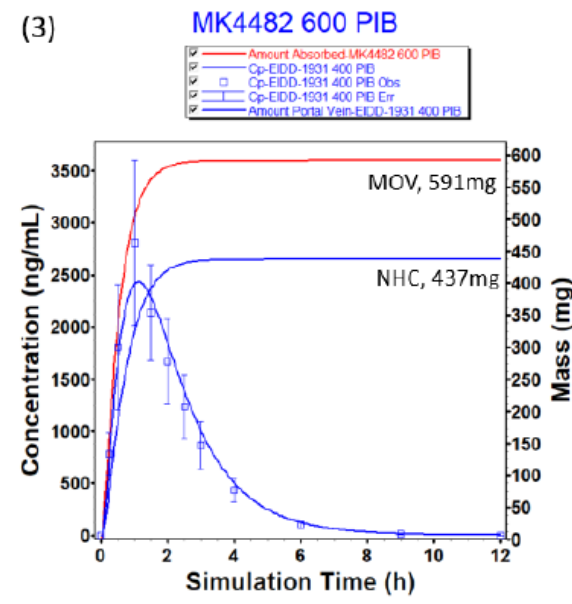 (3)
MK4482 600 PIB
Amount Absorbed-MK4482 600 PIB
Cp-EIDD-1931 400 PIB
Cp-EIDD-1931 400 PIB Obs
Cp-EIDD-1931 400 PIB Err
Amount Portal Vein-EIDD-1931 400 PIB
Concentration (ng/mL)
3500
3000
2500
2000
1500
1000
500
0
MOV, 591mg
NHC, 437mg
600
550
500
450
400
350
300
250
200
150
100
50
0
Mass (mg)
0 2 4 6 8 10 12
Simulation Time (h)